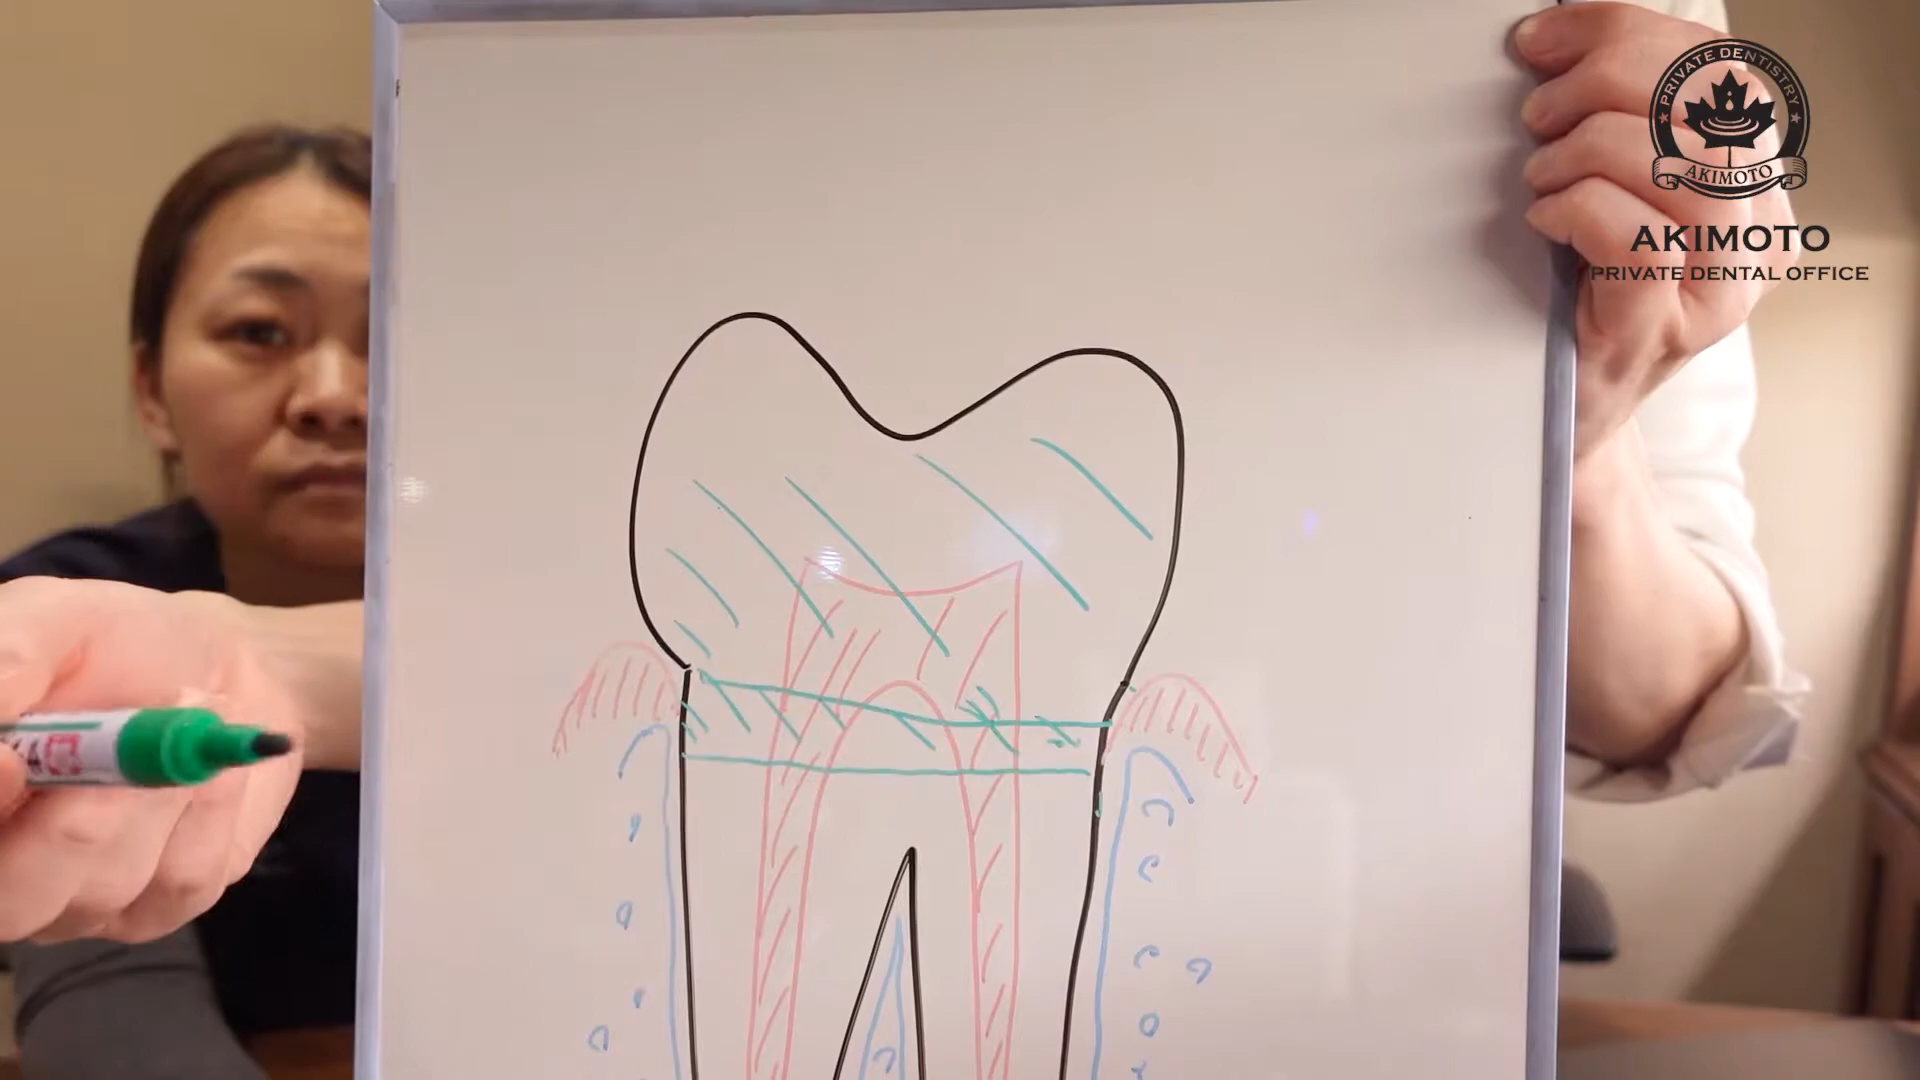 PRIVATE DENTISTRY
AKIMOTO
AKIMOTO
PRIVATE DENTAL OFFICE